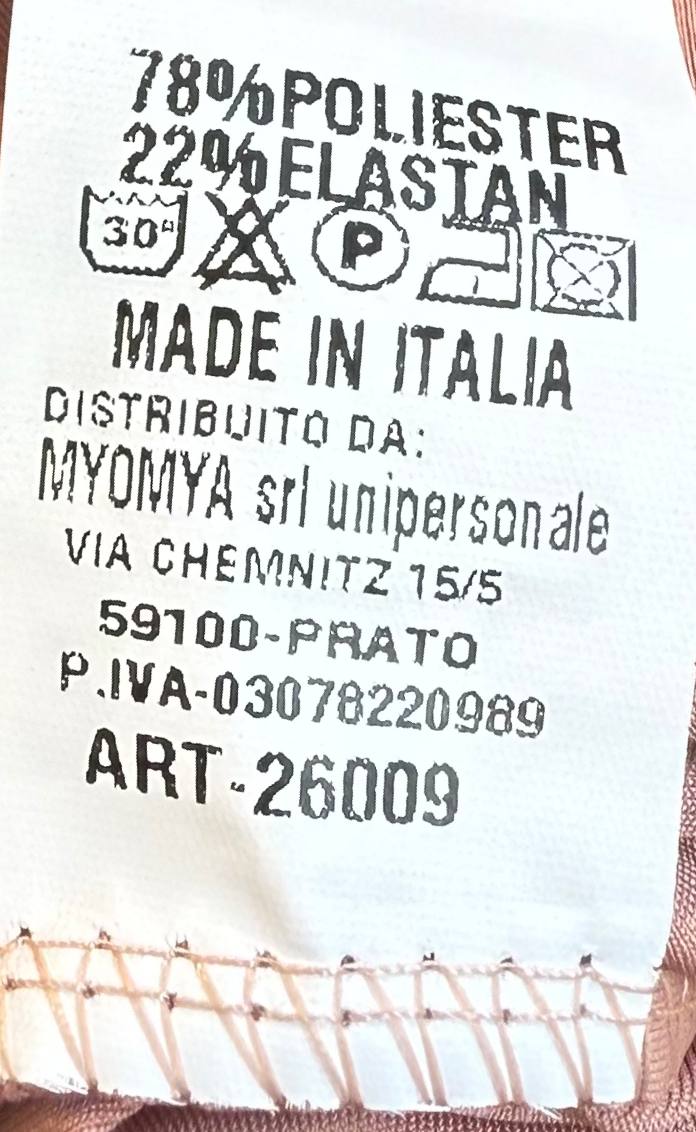 78%POLIESTER
22%ELASTAN
30° P
MADE IN ITALIA
DISTRIBUITO DA:
MYOMYA srl unipersonale
VIA CHEMNITZ 15/5
59100-PRATO
P.IVA-03078220989
ART-26009